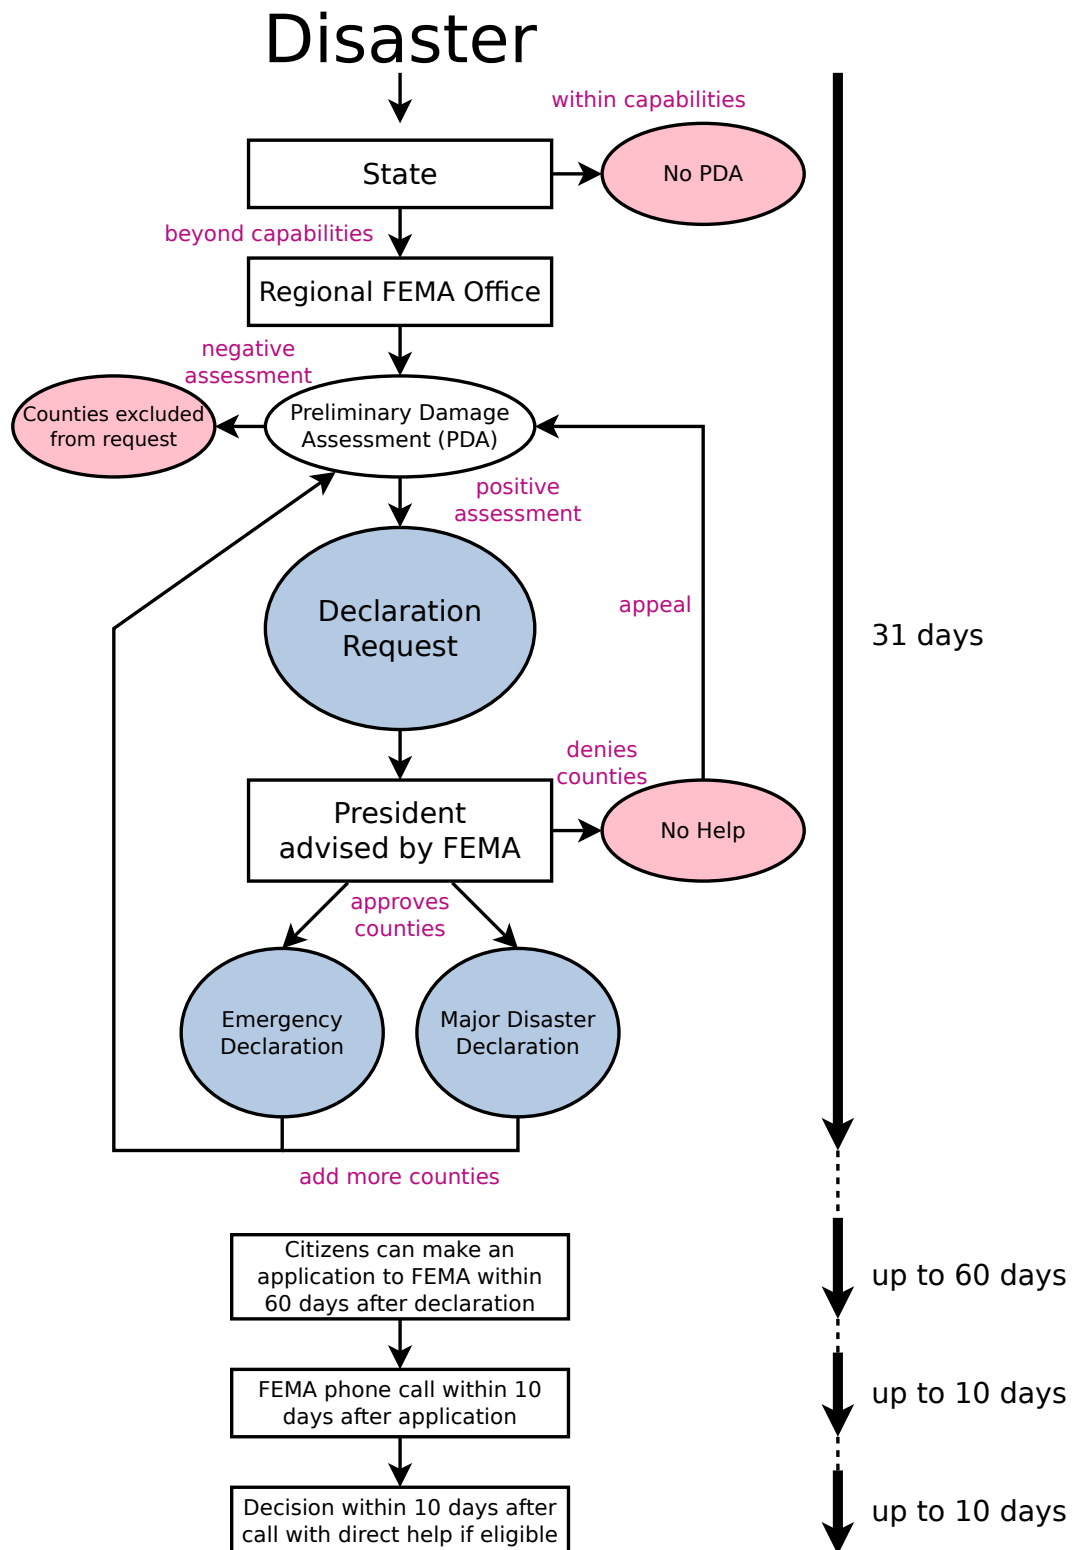 Disaster
within capabilities
State
No PDA
beyond capabilities
Regional FEMA Office
negative
assessment
Counties excluded
from request
Preliminary Damage
Assessment (PDA)
positive
assessment
Declaration
Request
appeal
31 days
denies
counties
President
advised by FEMA
No Help
approves
counties
Emergency
Declaration
Major Disaster
Declaration
add more counties
Citizens can make an
application to FEMA within
60 days after declaration
up to 60 days
FEMA phone call within 10
days after application
up to 10 days
Decision within 10 days after
call with direct help if eligible
up to 10 days